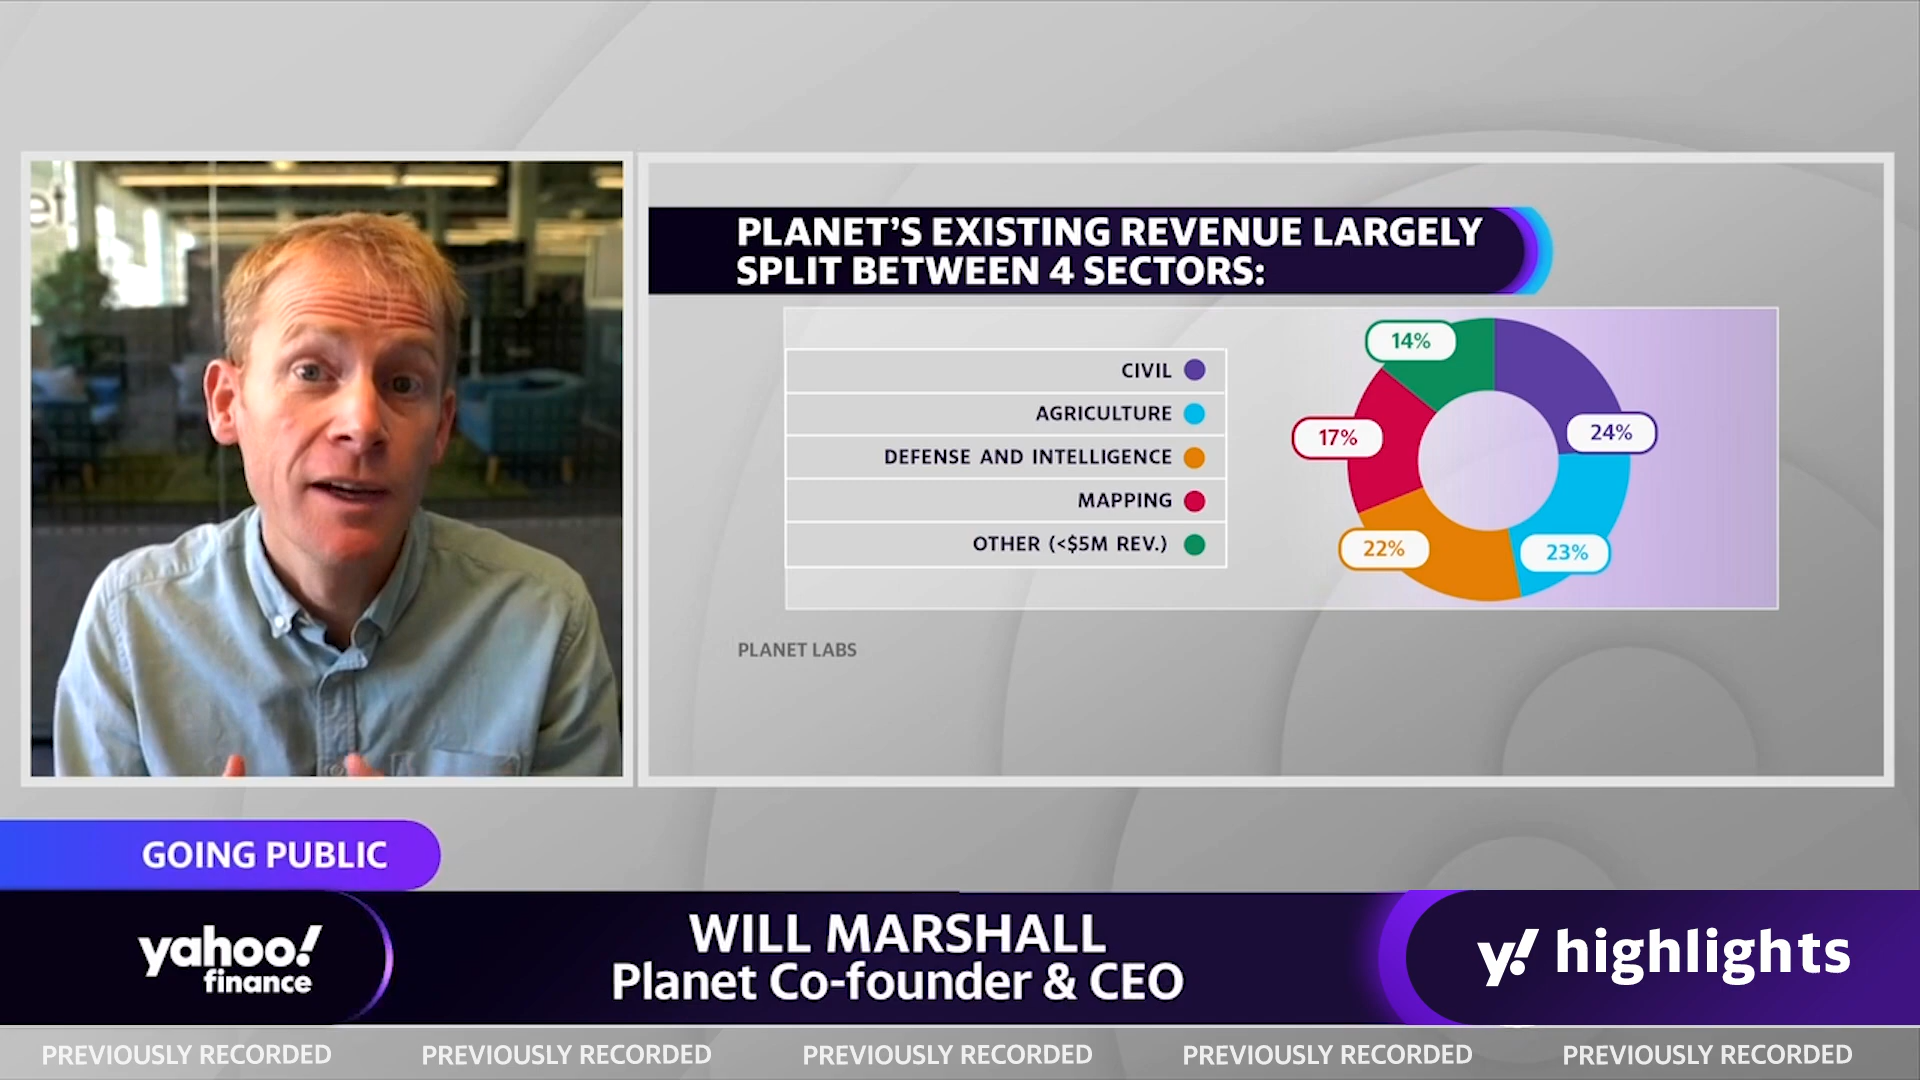 et
PLANET’S EXISTING REVENUE LARGELY
SPLIT BETWEEN 4 SECTORS:
CIVIL
AGRICULTURE
DEFENSE AND INTELLIGENCE
MAPPING
OTHER (<$5M REV.)
14%
24%
17%
22%
23%
PLANET LABS
GOING PUBLIC
yahoo!
finance
WILL MARSHALL
Planet Co-founder & CEO
y! highlights
PREVIOUSLY RECORDED PREVIOUSLY RECORDED PREVIOUSLY RECORDED PREVIOUSLY RECORDED PREVIOUSLY RECORDED